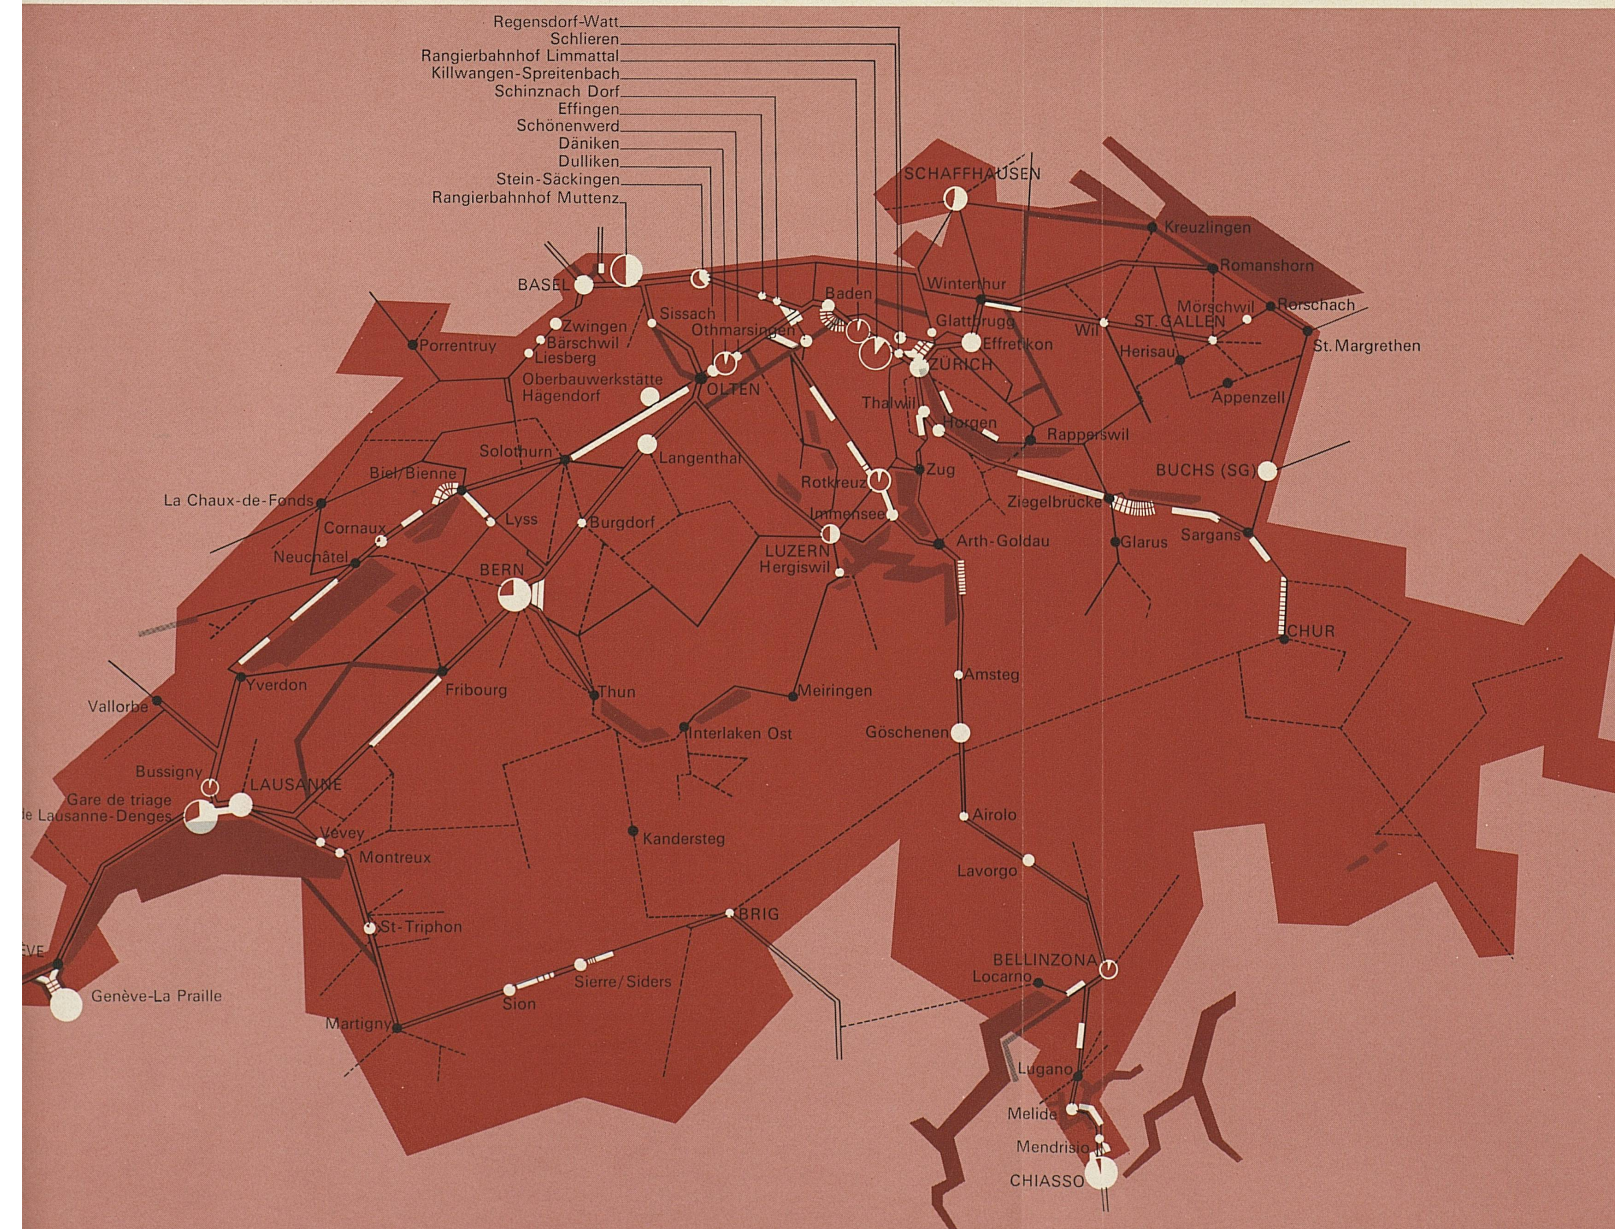 Regensdorf-Watt
Schlieren
Rangierbahnhof Limmattal
Killwangen-Spreitenbach
Schinznach Dorf
Effingen
Schönenwerd
Däniken
Dulliken
Stein-Säckingen
Rangierbahnhof Muttenz
SCHAFFHAUSEN
Kreuzlingen
Romanshorn
BASEL
Winterthur
Baden
Mörschwil
Rorschach
Sissach
Zwingen
Othmarsingen
Glattbrugg
Wil
ST. GALLEN
Porrentruy
Bärschwil
Liesberg
Effretikon
Herisau
St. Margrethen
ZÜRICH
Oberbauwerkstätte
Hägendorf
OLTEN
Appenzell
Thalwil
Horgen
Rapperswil
Solothurn
Langenthal
Biel/Bienne
Zug
BUCHS (SG)
Rotkreuz
La Chaux-de-Fonds
Ziegelbrücke
Immensee
Cornaux
Lyss
Burgdorf
Sargans
Neuchâtel
LUZERN
Arth-Goldau
Glarus
BERN
Hergiswil
CHUR
Yverdon
Fribourg
Thun
Meiringen
Amsteg
Vallorbe
Interlaken Ost
Göschenen
Bussigny
LAUSANNE
Gare de triage
de Lausanne-Denges
Vevey
Kandersteg
Airolo
Montreux
Lavorgo
BRIG
St-Triphon
ÈVE
BELLINZONA
Locarno
Genève-La Praille
Sierre/Siders
Sion
Martigny
Lugano
Melide
Mendrisio
CHIASSO